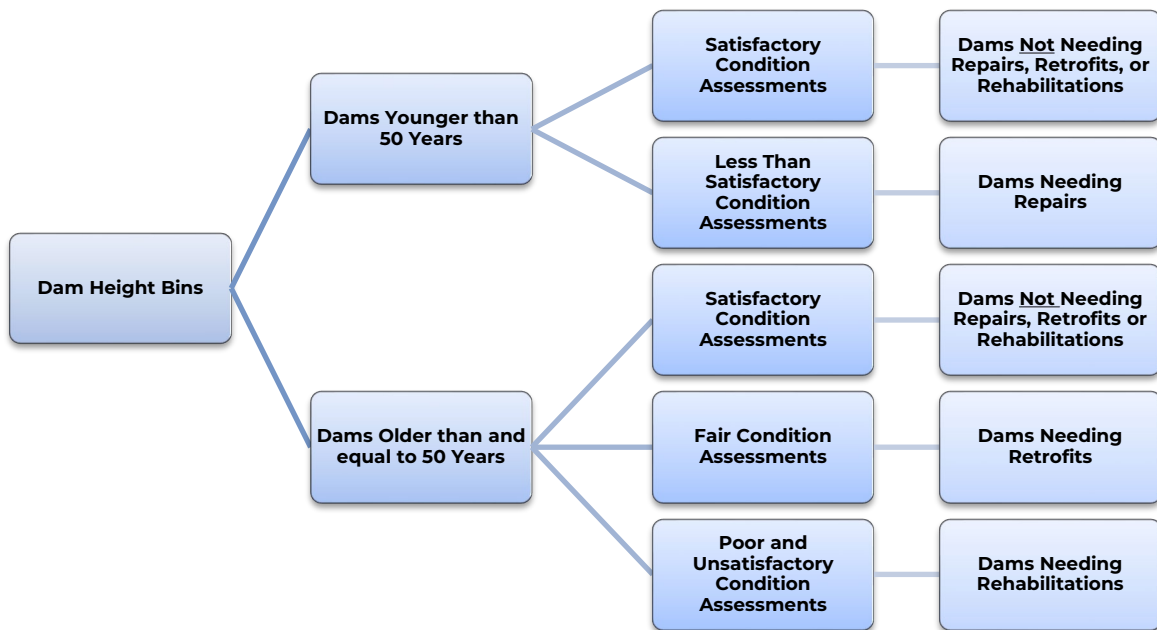 Dam Height Bins
Dams Younger than
50 Years
Satisfactory
Condition
Assessments
Dams Not Needing
Repairs, Retrofits, or
Rehabilitations
Less Than
Satisfactory
Condition
Assessments
Dams Needing
Repairs
Dams Older than and
equal to 50 Years
Satisfactory
Condition
Assessments
Dams Not Needing
Repairs, Retrofits or
Rehabilitations
Fair Condition
Assessments
Dams Needing
Retrofits
Poor and
Unsatisfactory
Condition
Assessments
Dams Needing
Rehabilitations